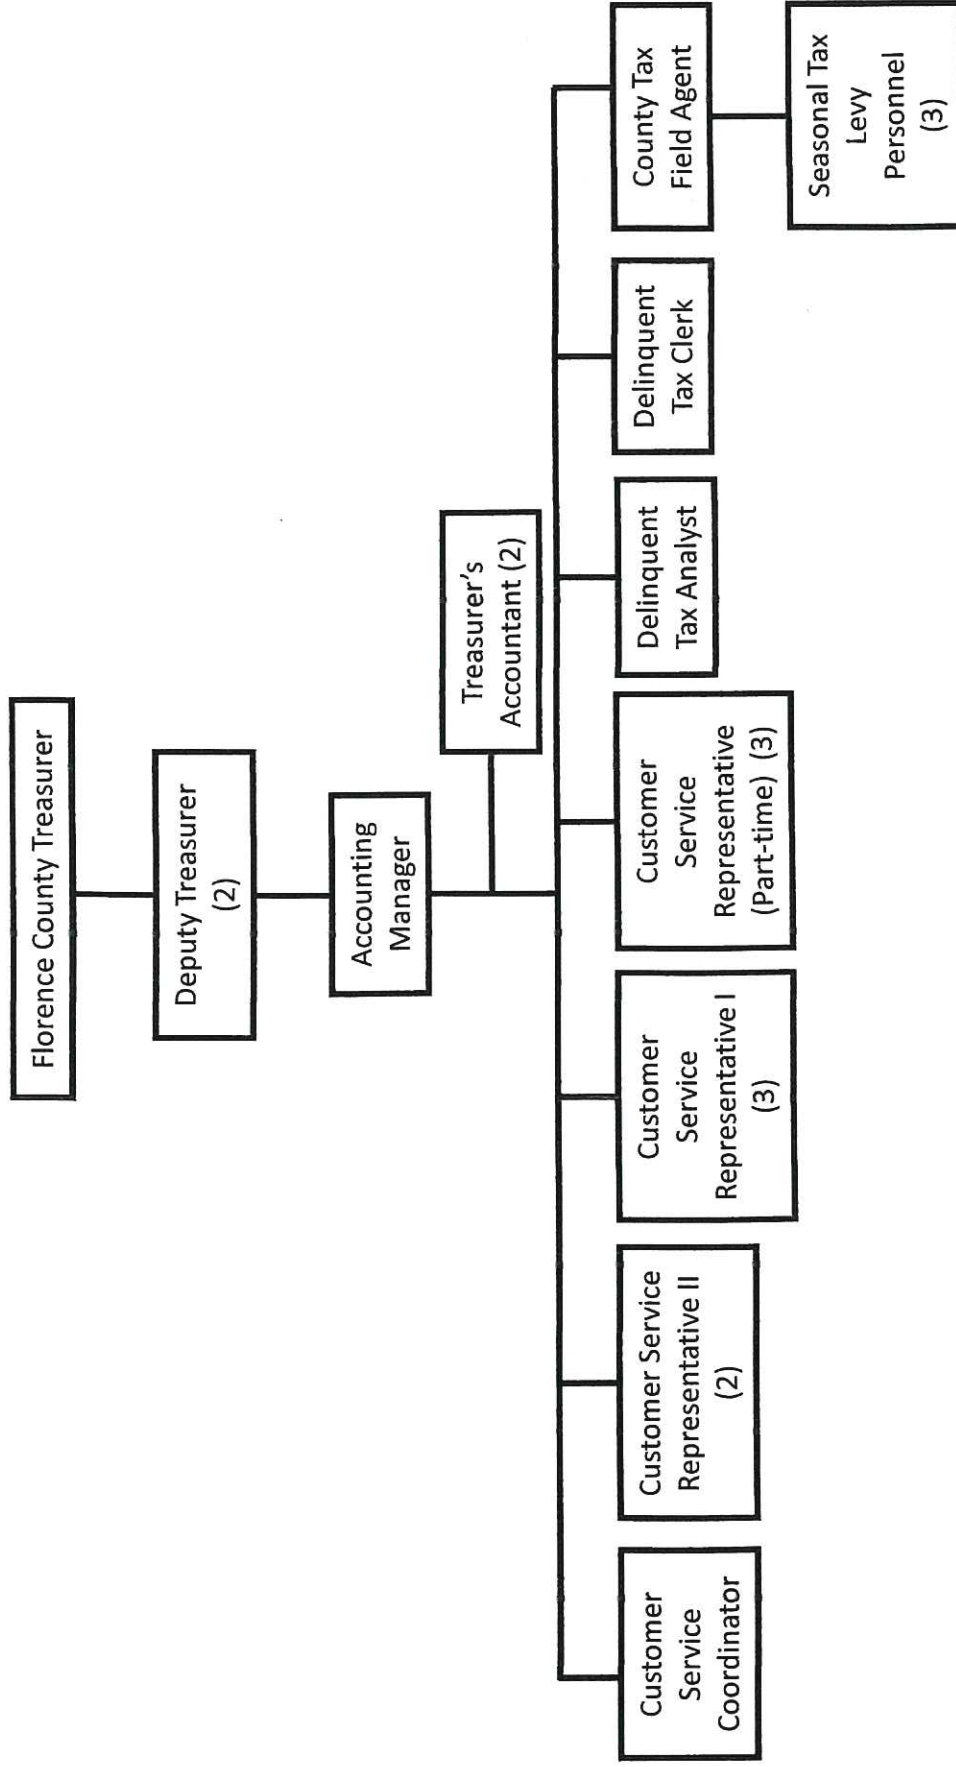 Florence County Treasurer
Deputy Treasurer
(2)
Accounting
Manager
Treasurer's
Accountant (2)
Customer
Service
Coordinator
Customer Service
Representative II
(2)
Customer
Service
Representative I
(3)
Customer
Service
Representative
(Part-time) (3)
Delinquent
Tax Analyst
Delinquent
Tax Clerk
County Tax
Field Agent
Seasonal Tax
Levy
Personnel
(3)